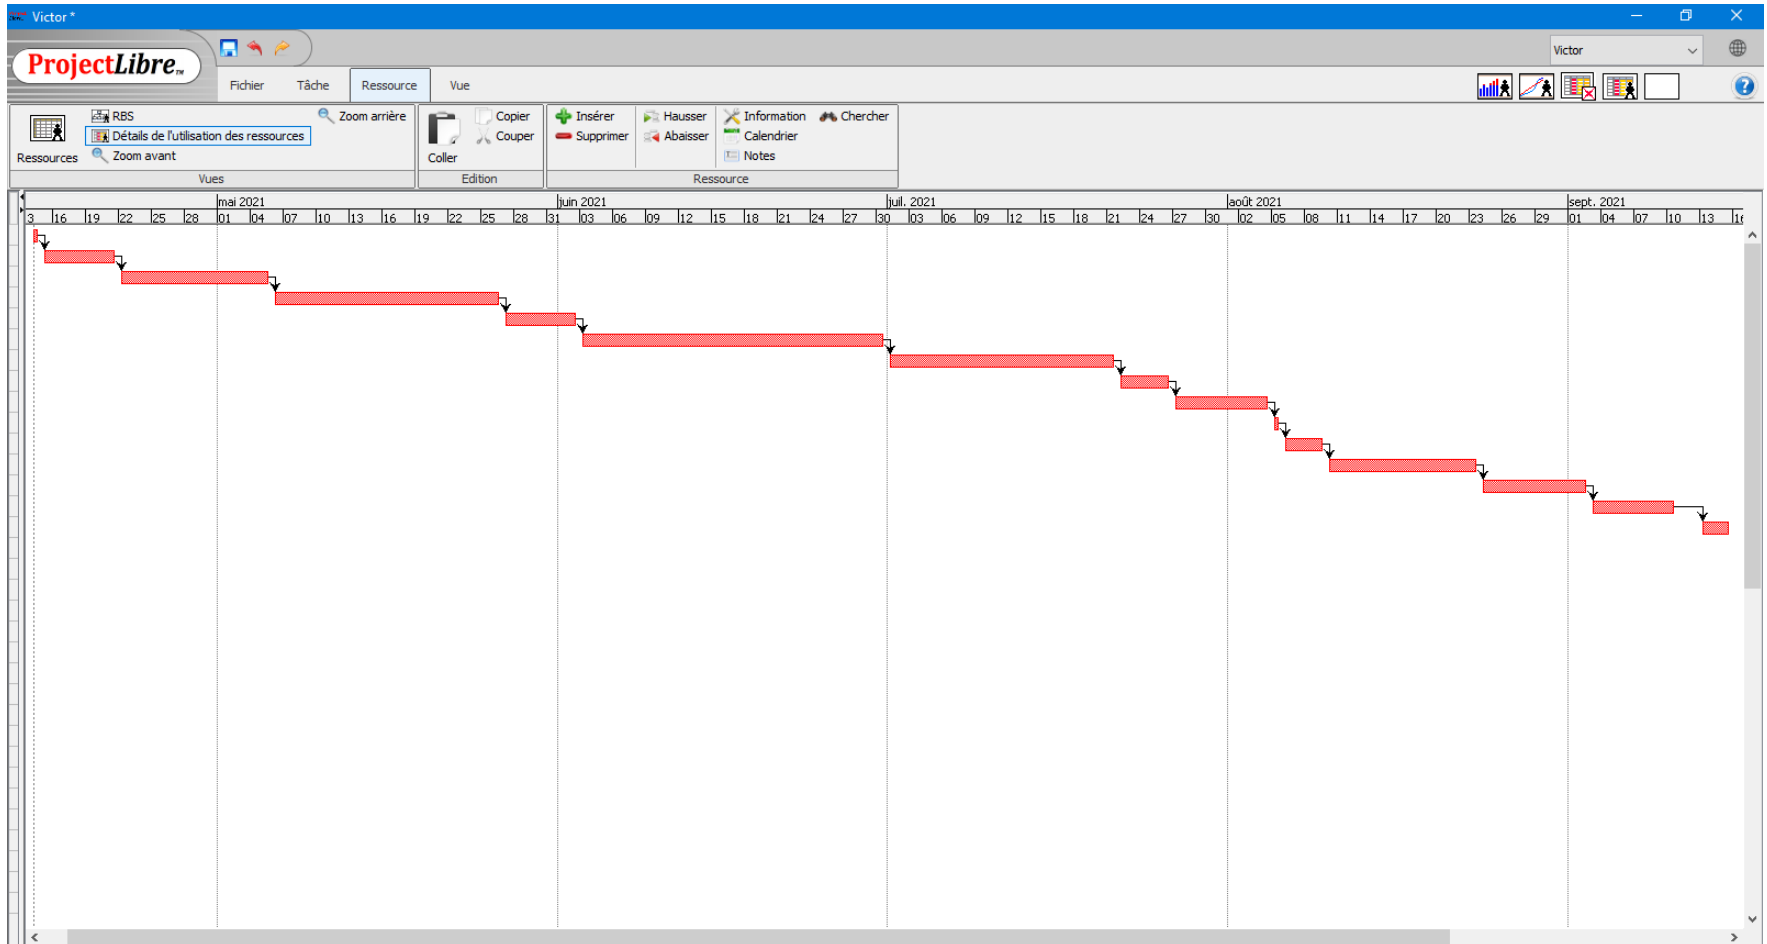 Victor *
ProjectLibre™
Victor
Fichier Tâche Ressource Vue
Ressources
RBS
Détails de l'utilisation des ressources
Zoom avant
Zoom arrière
Vues
Coller
Copier
Couper
Edition
Insérer
Supprimer
Hausser
Abaisser
Information
Calendrier
Notes
Chercher
Ressource
mai 2021 juin 2021 juil. 2021 août 2021 sept. 2021
3 16 19 22 25 28 01 04 07 10 13 16 19 22 25 28 31 03 06 09 12 15 18 21 24 27 30 03 06 09 12 15 18 21 24 27 30 02 05 08 11 14 17 20 23 26 29 01 04 07 10 13 16